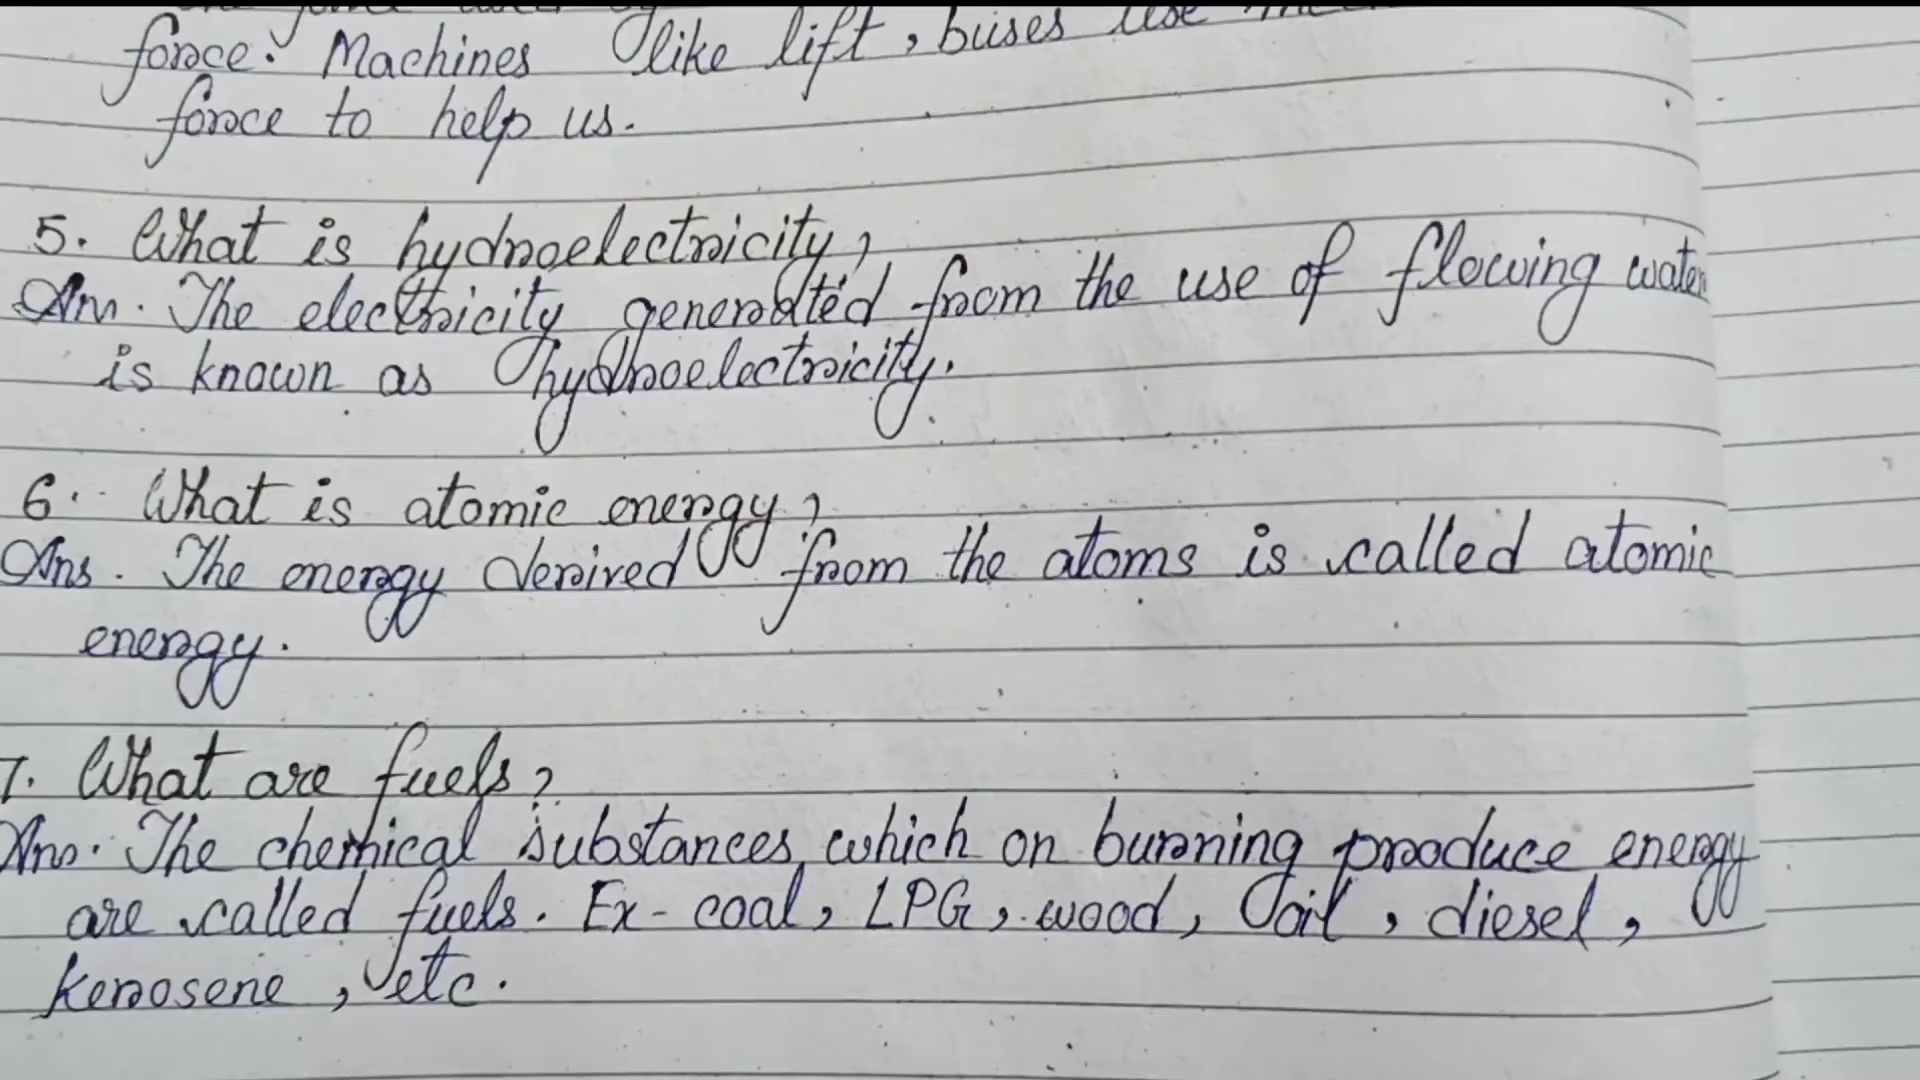 force. Machines like lift, buses use
force to help us.
5. What is hydroelectricity?
Ans. The electricity generated from the use of flowing water
is known as hydroelectricity.
6. What is atomic energy?
Ans. The energy derived from the atoms is called atomic
energy.
7. What are fuels?
Ans. The chemical substances which on burning produce energy
are called fuels. Ex- coal, LPG, wood, oil, diesel,
kerosene, etc.